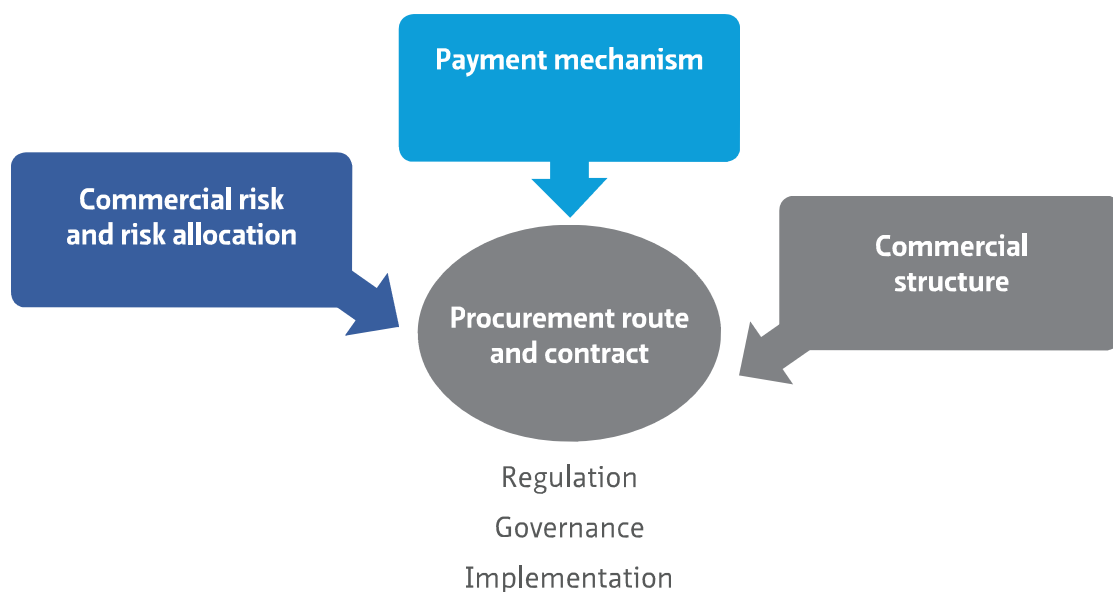 Payment mechanism
Commercial risk
and risk allocation
Commercial
structure
Procurement route
and contract
Regulation
Governance
Implementation